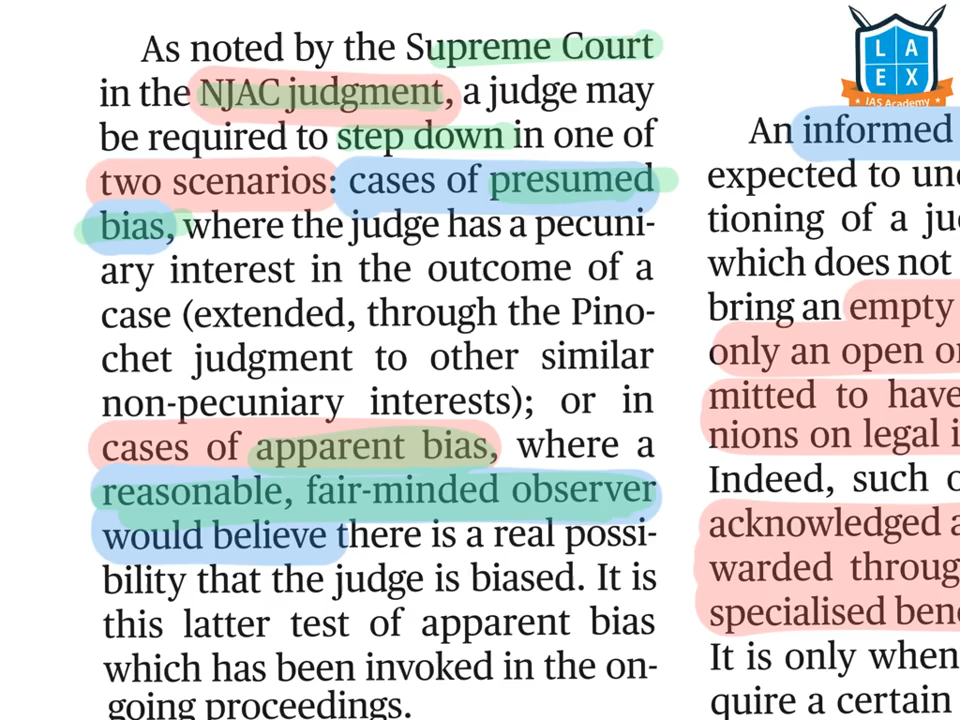 As noted by the Supreme Court
in the NJAC judgment, a judge may
be required to step down in one of
two scenarios: cases of presumed
bias, where the judge has a pecuni-
ary interest in the outcome of a
case (extended, through the Pino-
chet judgment to other similar
non-pecuniary interests); or in
cases of apparent bias, where a
reasonable, fair-minded observer
would believe there is a real possi-
bility that the judge is biased. It is
this latter test of apparent bias
which has been invoked in the on-
going proceedings.
L A
E X
IAS Academy
An informed
expected to un
tioning of a ju
which does not
bring an empty
only an open o
mitted to have
nions on legal i
Indeed, such o
acknowledged a
warded throug
specialised ben
It is only when
quire a certain